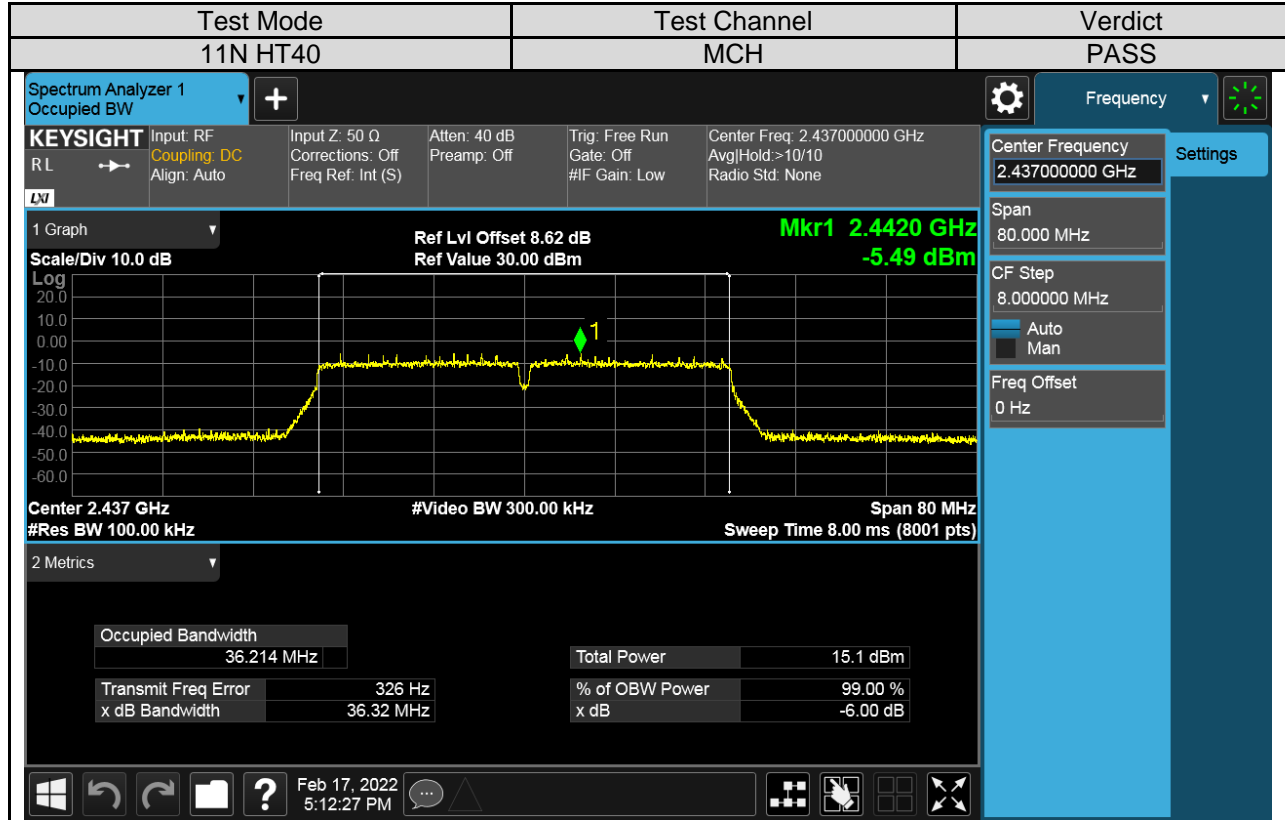 Test Mode Test Channel Verdict
11N HT40 MCH PASS
Spectrum Analyzer 1
Occupied BW
+
Frequency
KEYSIGHT
RL
LXI
Input: RF
Coupling: DC
Align: Auto
Input Z: 50 Ω
Corrections: Off
Freq Ref: Int (S)
Atten: 40 dB
Preamp: Off
Trig: Free Run
Gate: Off
#IF Gain: Low
Center Freq: 2.437000000 GHz
Avg|Hold:>10/10
Radio Std: None
Center Frequency
2.437000000 GHz
Settings
Span
80.000 MHz
CF Step
8.000000 MHz
Auto
Man
Freq Offset
0 Hz
1 Graph
Scale/Div 10.0 dB
Ref Lvl Offset 8.62 dB
Ref Value 30.00 dBm
Mkr1 2.4420 GHz
-5.49 dBm
Log
20.0
10.0
0.00
-10.0
-20.0
-30.0
-40.0
-50.0
-60.0
1
Center 2.437 GHz
#Res BW 100.00 kHz
#Video BW 300.00 kHz
Span 80 MHz
Sweep Time 8.00 ms (8001 pts)
2 Metrics
Occupied Bandwidth
36.214 MHz
Total Power 15.1 dBm
Transmit Freq Error 326 Hz
% of OBW Power 99.00 %
x dB Bandwidth 36.32 MHz
x dB -6.00 dB
?
Feb 17, 2022
5:12:27 PM